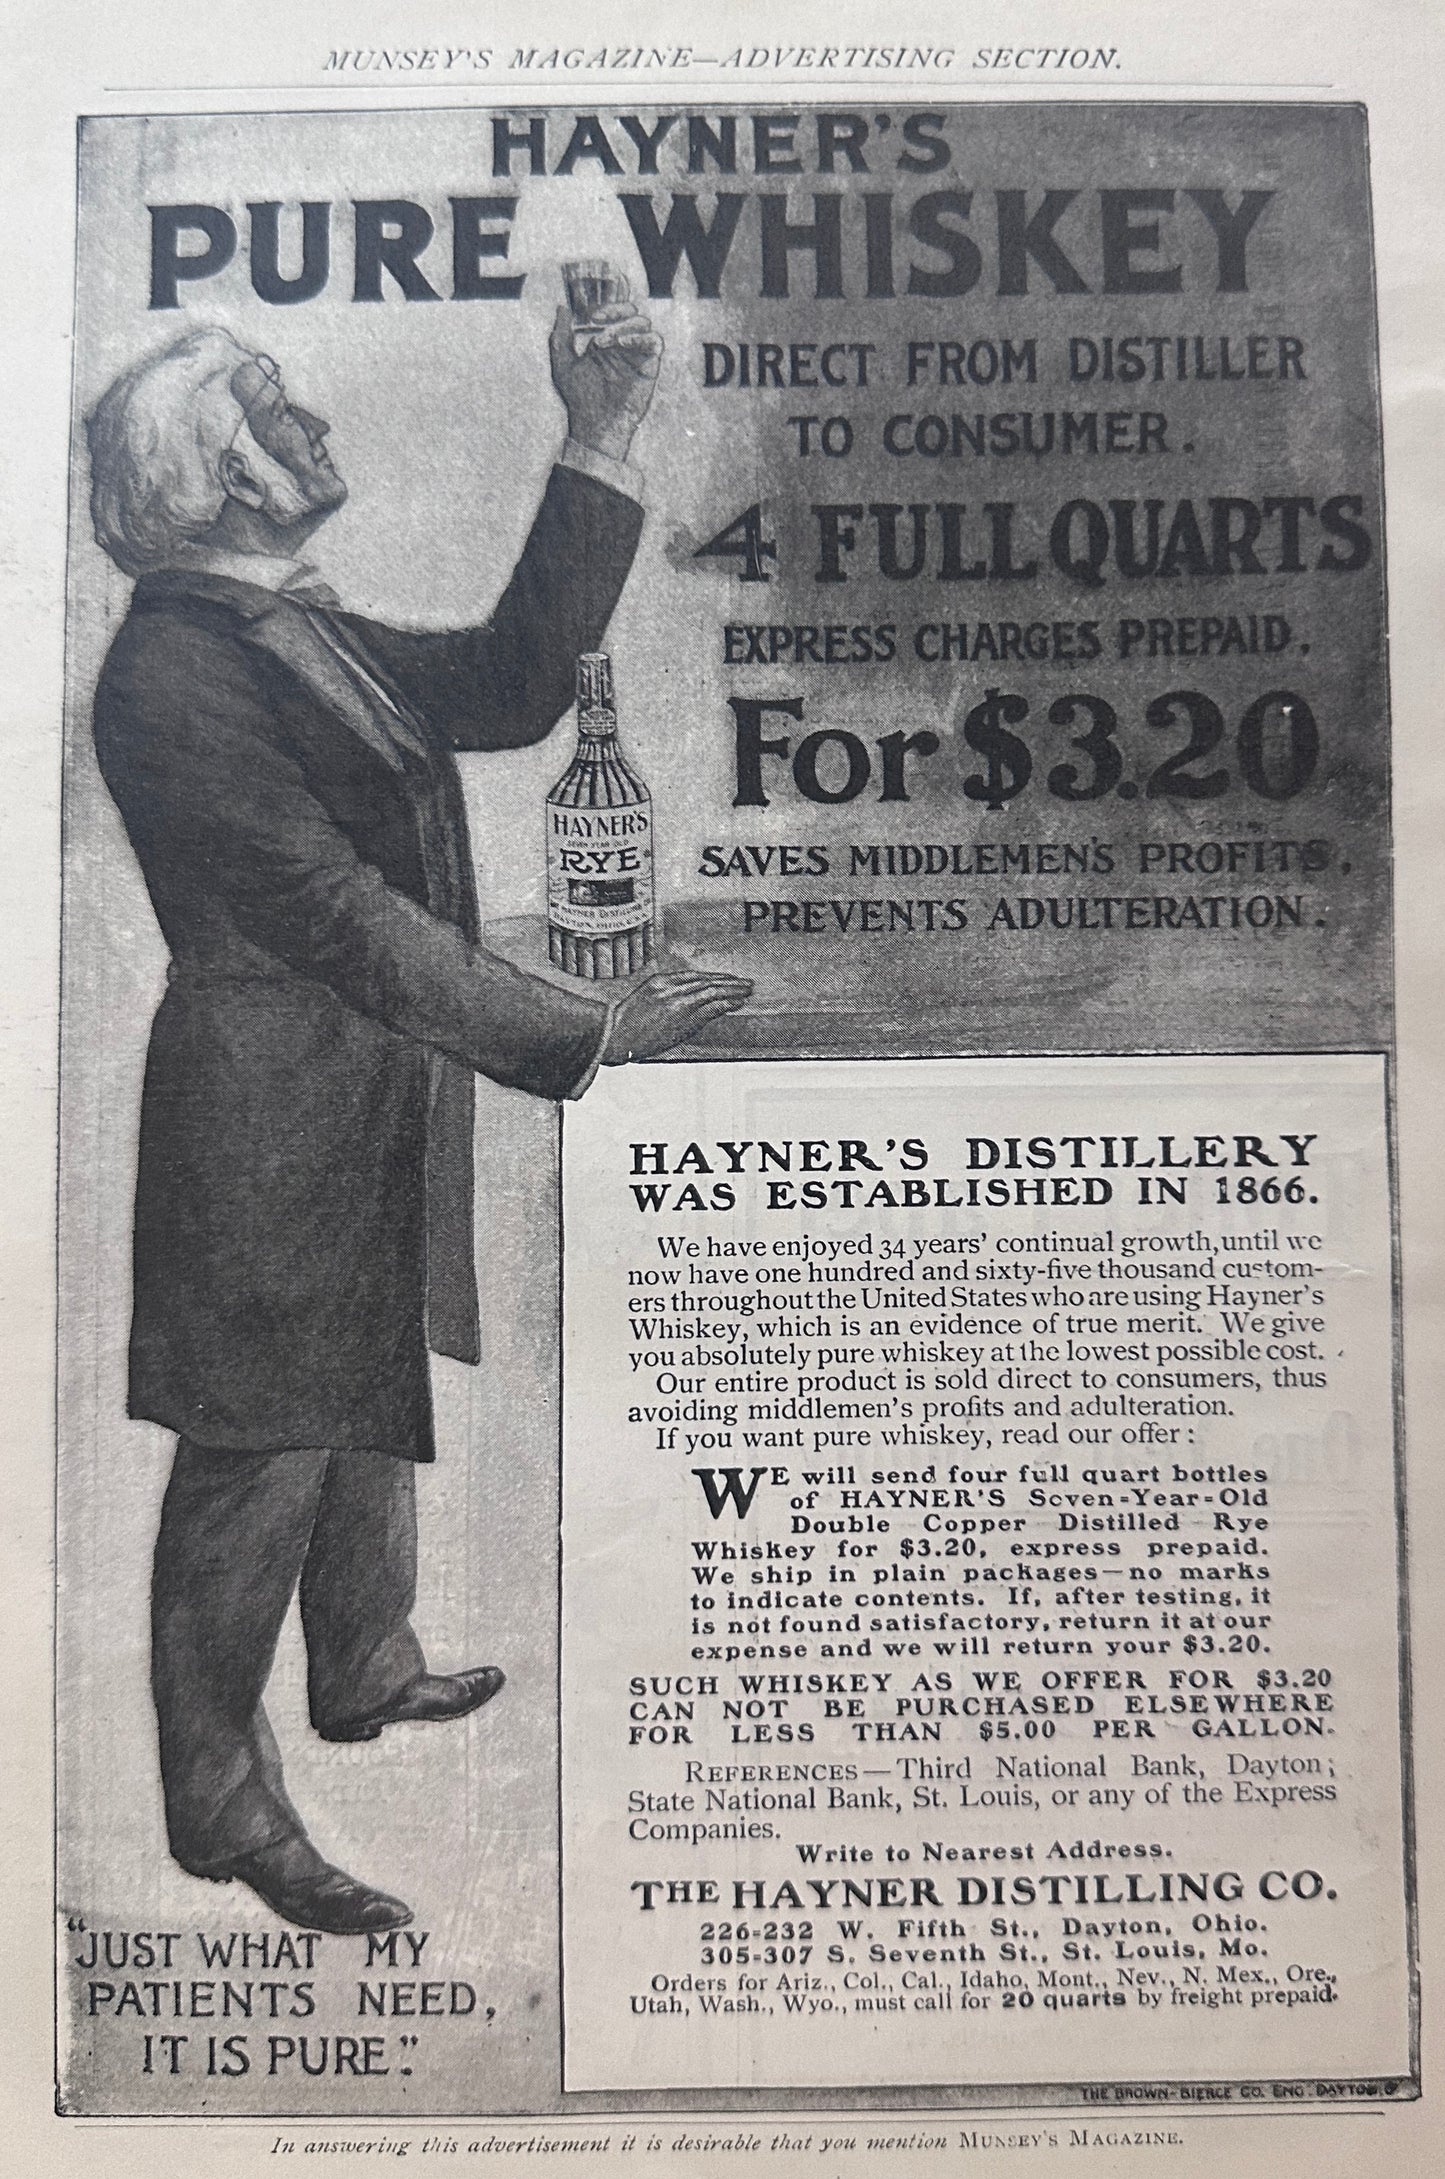 MUNSEY'S MAGAZINE—ADVERTISING SECTION.
HAYNER'S
PURE WHISKEY
DIRECT FROM DISTILLER
TO CONSUMER.
4 FULL QUARTS
EXPRESS CHARGES PREPAID.
For $3.20
SAVES MIDDLEMEN'S PROFITS.
PREVENTS ADULTERATION.
HAYNER'S
SEVEN YEAR OLD
RYE
HAYNER DISTILLING
DAYTON, OHIO, U.S.A.
HAYNER'S DISTILLERY
WAS ESTABLISHED IN 1866.
We have enjoyed 34 years' continual growth, until we
now have one hundred and sixty-five thousand custom-
ers throughout the United States who are using Hayner's
Whiskey, which is an evidence of true merit. We give
you absolutely pure whiskey at the lowest possible cost.
Our entire product is sold direct to consumers, thus
avoiding middlemen's profits and adulteration.
If you want pure whiskey, read our offer:
WE will send four full quart bottles
of HAYNER'S Seven-Year-Old
Double Copper Distilled Rye
Whiskey for $3.20, express prepaid.
We ship in plain packages—no marks
to indicate contents. If, after testing, it
is not found satisfactory, return it at our
expense and we will return your $3.20.
SUCH WHISKEY AS WE OFFER FOR $3.20
CAN NOT BE PURCHASED ELSEWHERE
FOR LESS THAN $5.00 PER GALLON.
REFERENCES—Third National Bank, Dayton;
State National Bank, St. Louis, or any of the Express
Companies.
Write to Nearest Address.
THE HAYNER DISTILLING CO.
226-232 W. Fifth St., Dayton, Ohio.
305-307 S. Seventh St., St. Louis, Mo.
Orders for Ariz., Col., Cal., Idaho, Mont., Nev., N. Mex., Ore.,
Utah, Wash., Wyo., must call for 20 quarts by freight prepaid.
"JUST WHAT MY
PATIENTS NEED,
IT IS PURE."
THE BROWN-BIERCE CO. ENG. DAYTON, O
In answering this advertisement it is desirable that you mention MUNSEY'S MAGAZINE.